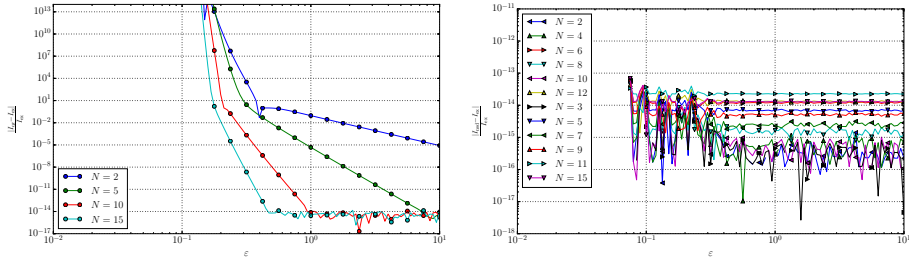 10^13
10^10
10^7
10^4
10^1
10^-2
10^-5
10^-8
10^-11
10^-14
10^-17
10^-2
10^-1
10^0
10^1
ε
N = 2
N = 5
N = 10
N = 15
10^-11
10^-12
10^-13
10^-14
10^-15
10^-16
10^-17
10^-18
10^-2
10^-1
10^0
10^1
ε
N = 2
N = 4
N = 6
N = 8
N = 10
N = 12
N = 3
N = 5
N = 7
N = 9
N = 11
N = 15